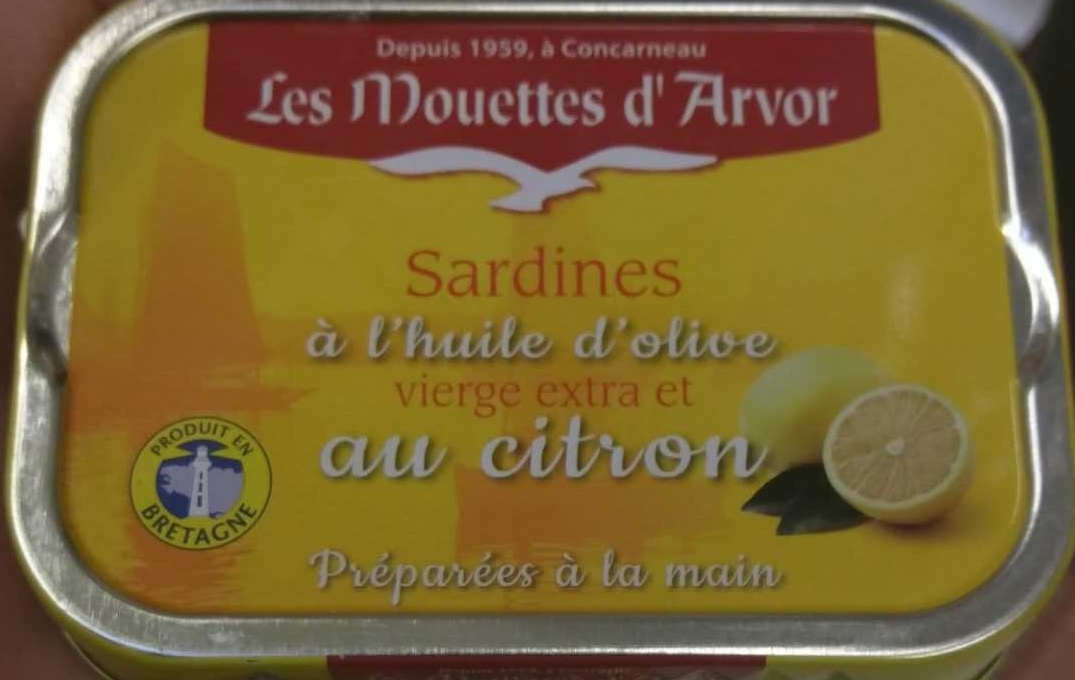 Depuis 1959, à Concarneau
Les Mouettes d'Arvor
Sardines
à l'huile d'olive
vierge extra et
au citron
PRODUIT EN
BRETAGNE
Préparées à la main